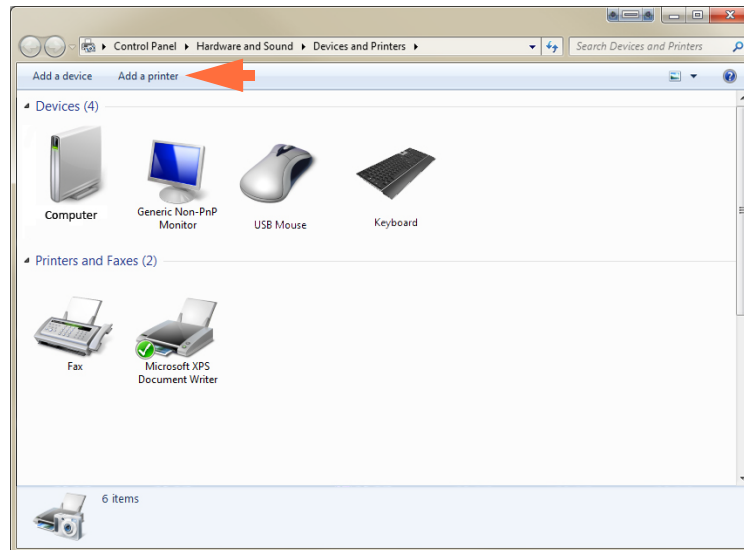 Control Panel Hardware and Sound Devices and Printers
Search Devices and Printers
Add a device Add a printer
Devices (4)
Computer
Generic Non-PnP
Monitor
USB Mouse
Keyboard
Printers and Faxes (2)
Fax
Microsoft XPS
Document Writer
6 items